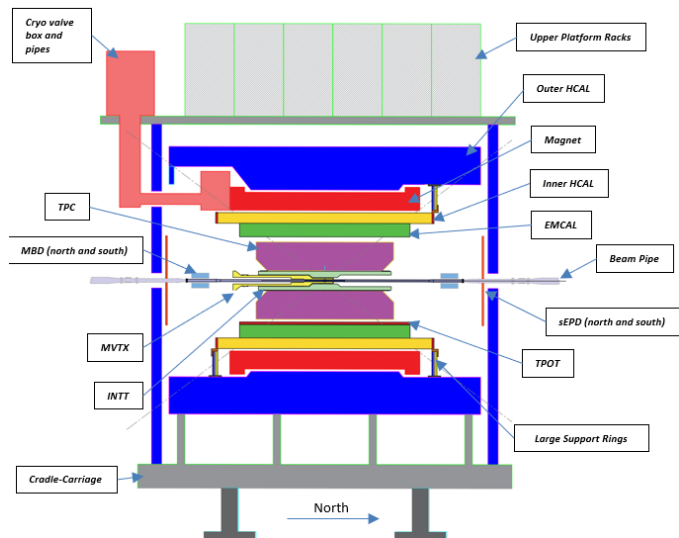 Cryo valve
box and
pipes
Upper Platform Racks
Outer HCAL
Magnet
Inner HCAL
TPC
EMCAL
MBD (north and south)
Beam Pipe
sEPD (north and south)
MVTX
TPOT
INTT
Large Support Rings
Cradle-Carriage
North